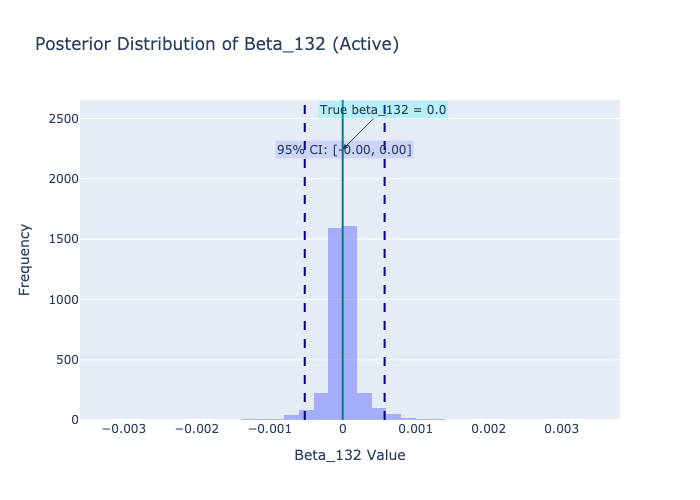 Posterior Distribution of Beta_132 (Active)
True beta_132 = 0.0
95% CI: [-0.00, 0.00]
2500
2000
1500
1000
500
0
Frequency
−0.003
−0.002
−0.001
0
0.001
0.002
0.003
Beta_132 Value